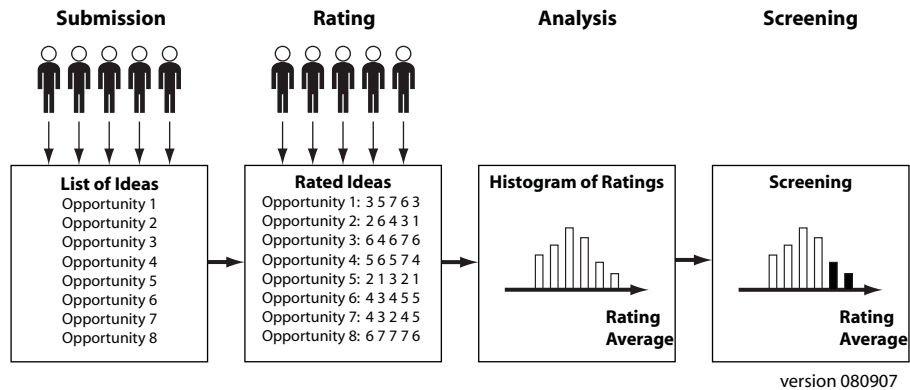 Submission
Rating
Analysis
Screening
List of Ideas
Opportunity 1
Opportunity 2
Opportunity 3
Opportunity 4
Opportunity 5
Opportunity 6
Opportunity 7
Opportunity 8
Rated Ideas
Opportunity 1: 3 5 7 6 3
Opportunity 2: 2 6 4 3 1
Opportunity 3: 6 4 6 7 6
Opportunity 4: 5 6 5 7 4
Opportunity 5: 2 1 3 2 1
Opportunity 6: 4 3 4 5 5
Opportunity 7: 4 3 2 4 5
Opportunity 8: 6 7 7 7 6
Histogram of Ratings
Rating
Average
Screening
Rating
Average
version 080907